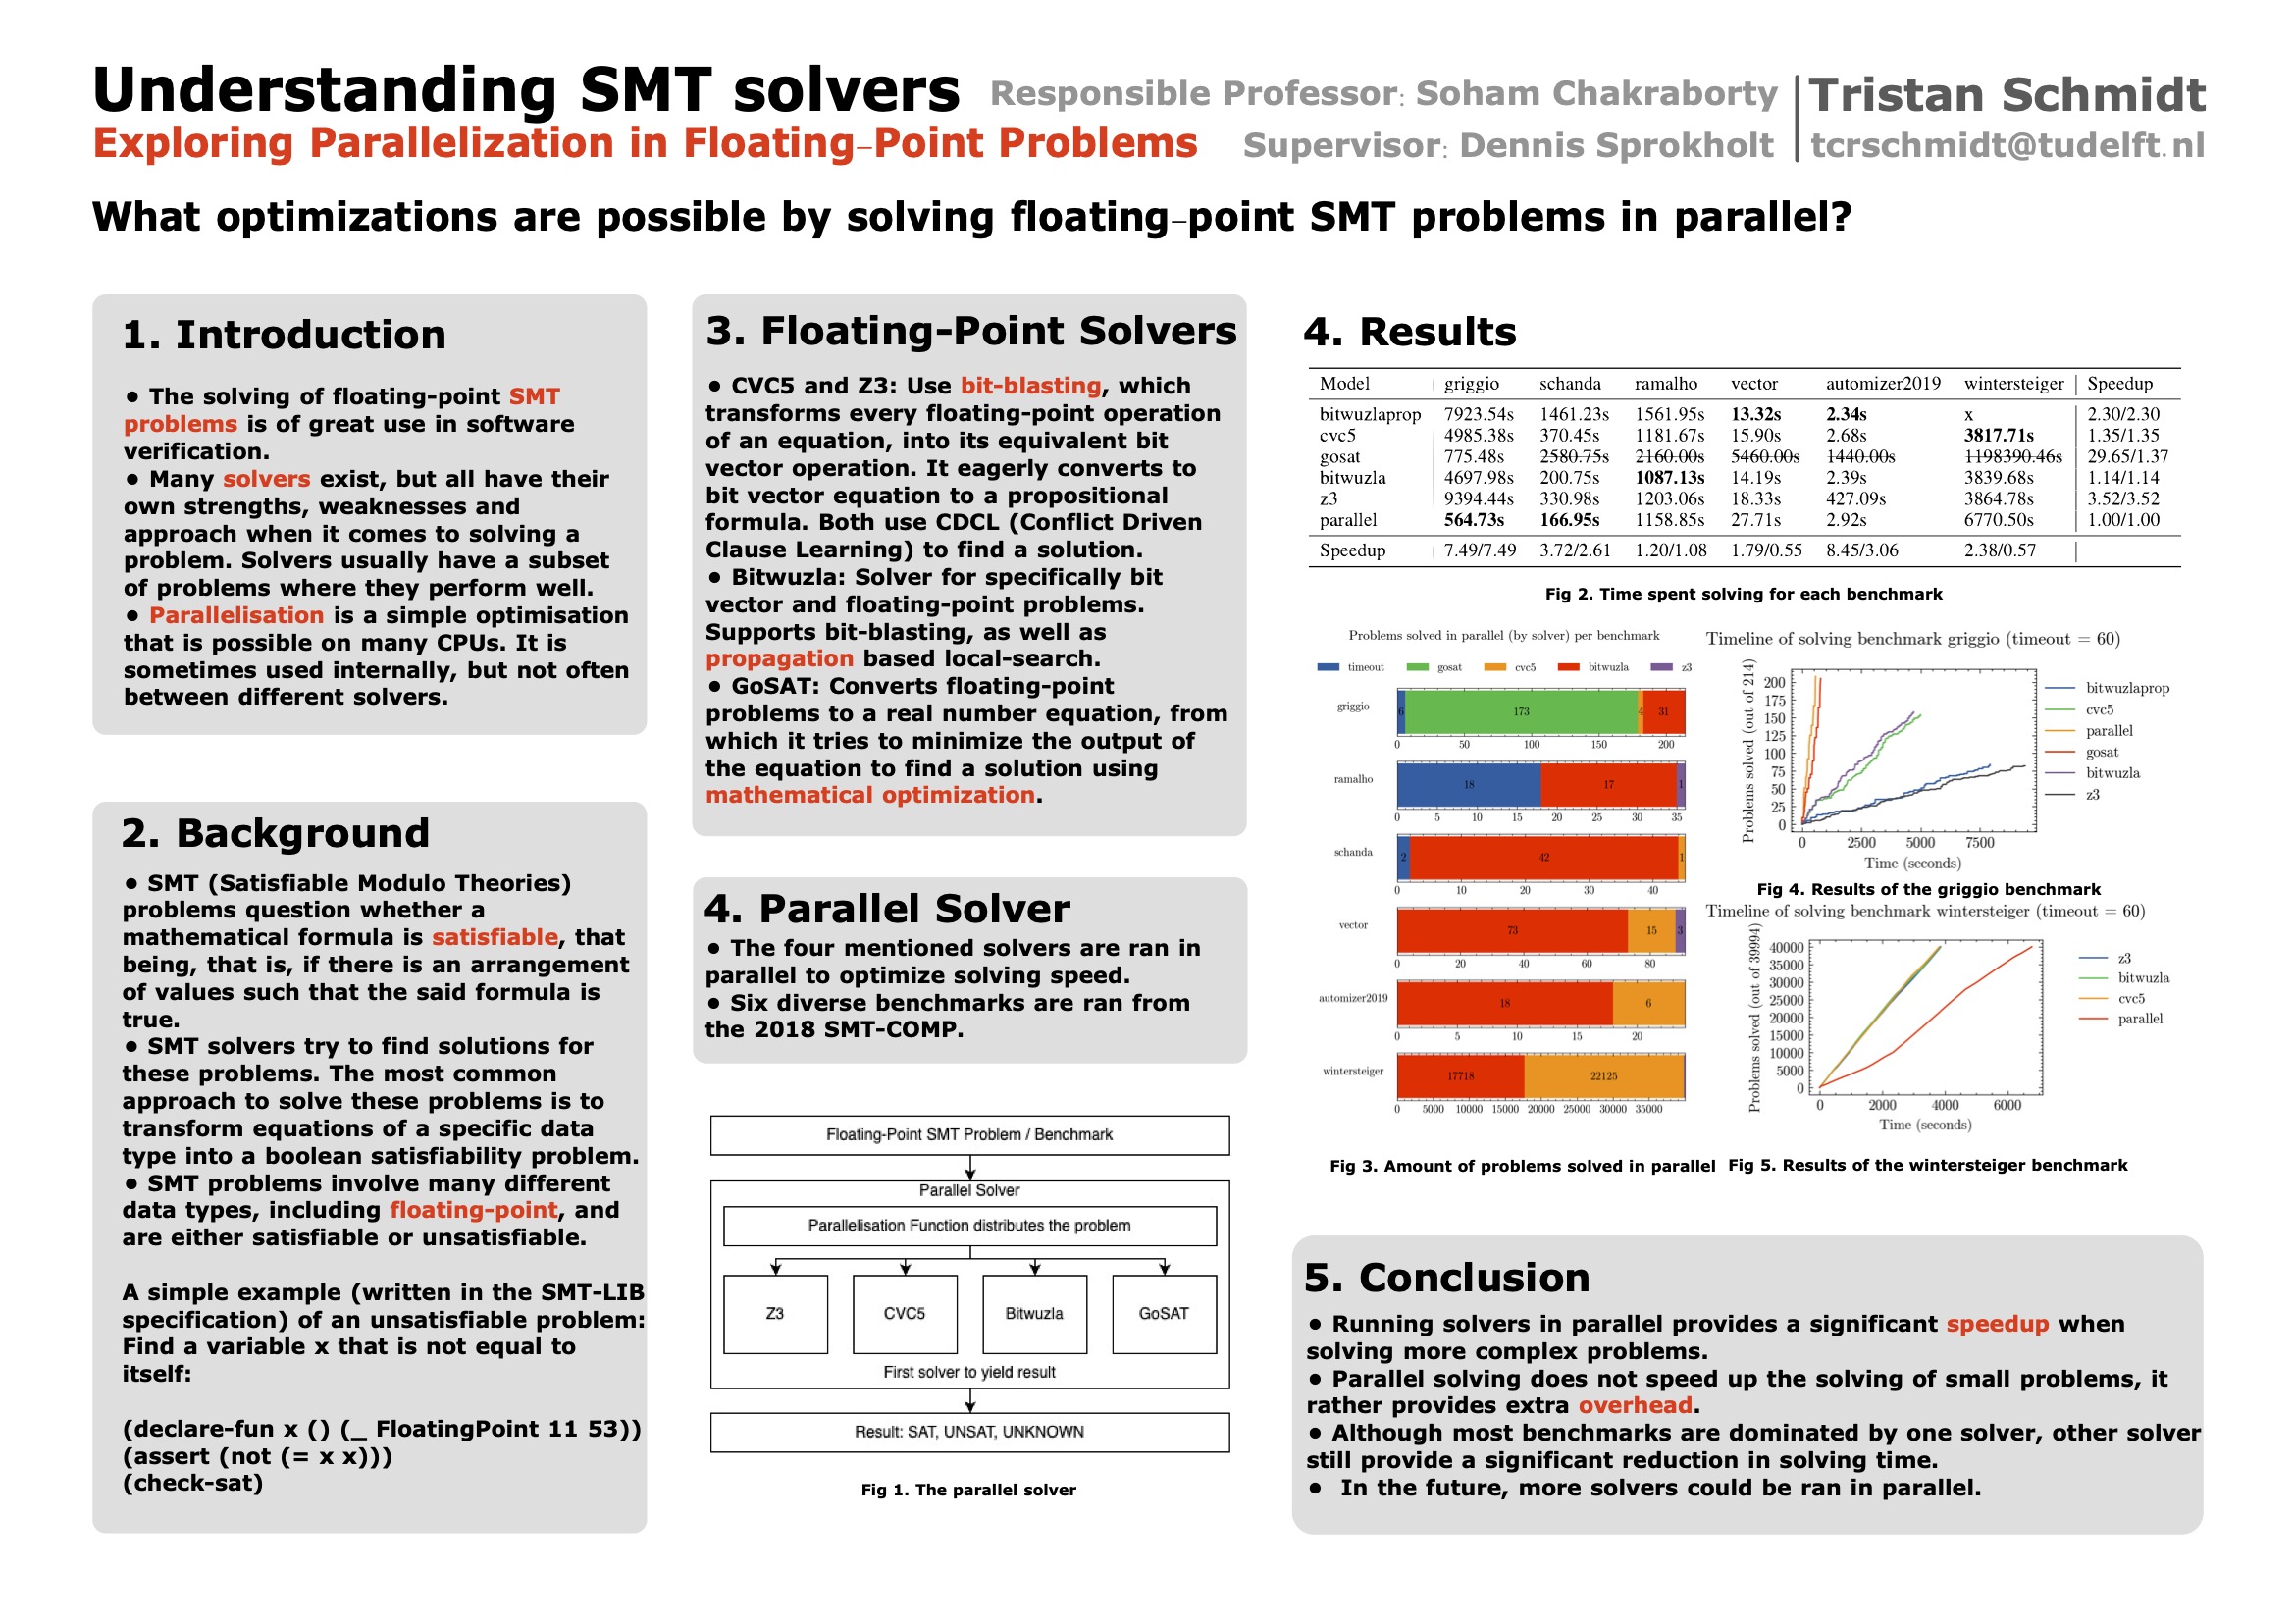 Understanding SMT solvers
Exploring Parallelization in Floating-Point Problems
Responsible Professor: Soham Chakraborty
Supervisor: Dennis Sprokholt
Tristan Schmidt
tcrschmidt@tudelft.nl
What optimizations are possible by solving floating-point SMT problems in parallel?
1. Introduction
● The solving of floating-point SMT
problems is of great use in software
verification.
● Many solvers exist, but all have their
own strengths, weaknesses and
approach when it comes to solving a
problem. Solvers usually have a subset
of problems where they perform well.
● Parallelisation is a simple optimisation
that is possible on many CPUs. It is
sometimes used internally, but not often
between different solvers.
2. Background
● SMT (Satisfiable Modulo Theories)
problems question whether a
mathematical formula is satisfiable, that
being, that is, if there is an arrangement
of values such that the said formula is
true.
● SMT solvers try to find solutions for
these problems. The most common
approach to solve these problems is to
transform equations of a specific data
type into a boolean satisfiability problem.
● SMT problems involve many different
data types, including floating-point, and
are either satisfiable or unsatisfiable.
A simple example (written in the SMT-LIB
specification) of an unsatisfiable problem:
Find a variable x that is not equal to
itself:
(declare-fun x () (_ FloatingPoint 11 53))
(assert (not (= x x)))
(check-sat)
3. Floating-Point Solvers
● CVC5 and Z3: Use bit-blasting, which
transforms every floating-point operation
of an equation, into its equivalent bit
vector operation. It eagerly converts to
bit vector equation to a propositional
formula. Both use CDCL (Conflict Driven
Clause Learning) to find a solution.
● Bitwuzla: Solver for specifically bit
vector and floating-point problems.
Supports bit-blasting, as well as
propagation based local-search.
● GoSAT: Converts floating-point
problems to a real number equation, from
which it tries to minimize the output of
the equation to find a solution using
mathematical optimization.
4. Parallel Solver
● The four mentioned solvers are ran in
parallel to optimize solving speed.
● Six diverse benchmarks are ran from
the 2018 SMT-COMP.
Floating-Point SMT Problem / Benchmark
Parallel Solver
Parallelisation Function distributes the problem
Z3 CVC5 Bitwuzla GoSAT
First solver to yield result
Result: SAT, UNSAT, UNKNOWN
Fig 1. The parallel solver
4. Results
Model griggio schanda ramalho vector automizer2019 wintersteiger Speedup
bitwuzlaprop 7923.54s 1461.23s 1561.95s 13.32s 2.34s x 2.30/2.30
cvc5 4985.38s 370.45s 1181.67s 15.90s 2.68s 3817.71s 1.35/1.35
gosat 775.48s 2580.75s 2160.00s 5460.00s 1440.00s 1198390.46s 29.65/1.37
bitwuzla 4697.98s 200.75s 1087.13s 14.19s 2.39s 3839.68s 1.14/1.14
z3 9394.44s 330.98s 1203.06s 18.33s 427.09s 3864.78s 3.52/3.52
parallel 564.73s 166.95s 1158.85s 27.71s 2.92s 6770.50s 1.00/1.00
Speedup 7.49/7.49 3.72/2.61 1.20/1.08 1.79/0.55 8.45/3.06 2.38/0.57
Fig 2. Time spent solving for each benchmark
Problems solved in parallel (by solver) per benchmark
timeout gosat cvc5 bitwuzla z3
griggio 6 173 4 31
0 50 100 150 200
ramalho 18 17 1
0 5 10 15 20 25 30 35
schanda 2 42 1
0 10 20 30 40
vector 73 15 3
0 20 40 60 80
automizer2019 18 6
0 5 10 15 20
wintersteiger 17718 22125
0 5000 10000 15000 20000 25000 30000 35000
Fig 3. Amount of problems solved in parallel
Timeline of solving benchmark griggio (timeout = 60)
Problems solved (out of 214)
200
175
150
125
100
75
50
25
0
0 2500 5000 7500
Time (seconds)
bitwuzlaprop
cvc5
parallel
gosat
bitwuzla
z3
Fig 4. Results of the griggio benchmark
Timeline of solving benchmark wintersteiger (timeout = 60)
Problems solved (out of 39994)
40000
35000
30000
25000
20000
15000
10000
5000
0
0 2000 4000 6000
Time (seconds)
z3
bitwuzla
cvc5
parallel
Fig 5. Results of the wintersteiger benchmark
5. Conclusion
● Running solvers in parallel provides a significant speedup when
solving more complex problems.
● Parallel solving does not speed up the solving of small problems, it
rather provides extra overhead.
● Although most benchmarks are dominated by one solver, other solver
still provide a significant reduction in solving time.
● In the future, more solvers could be ran in parallel.